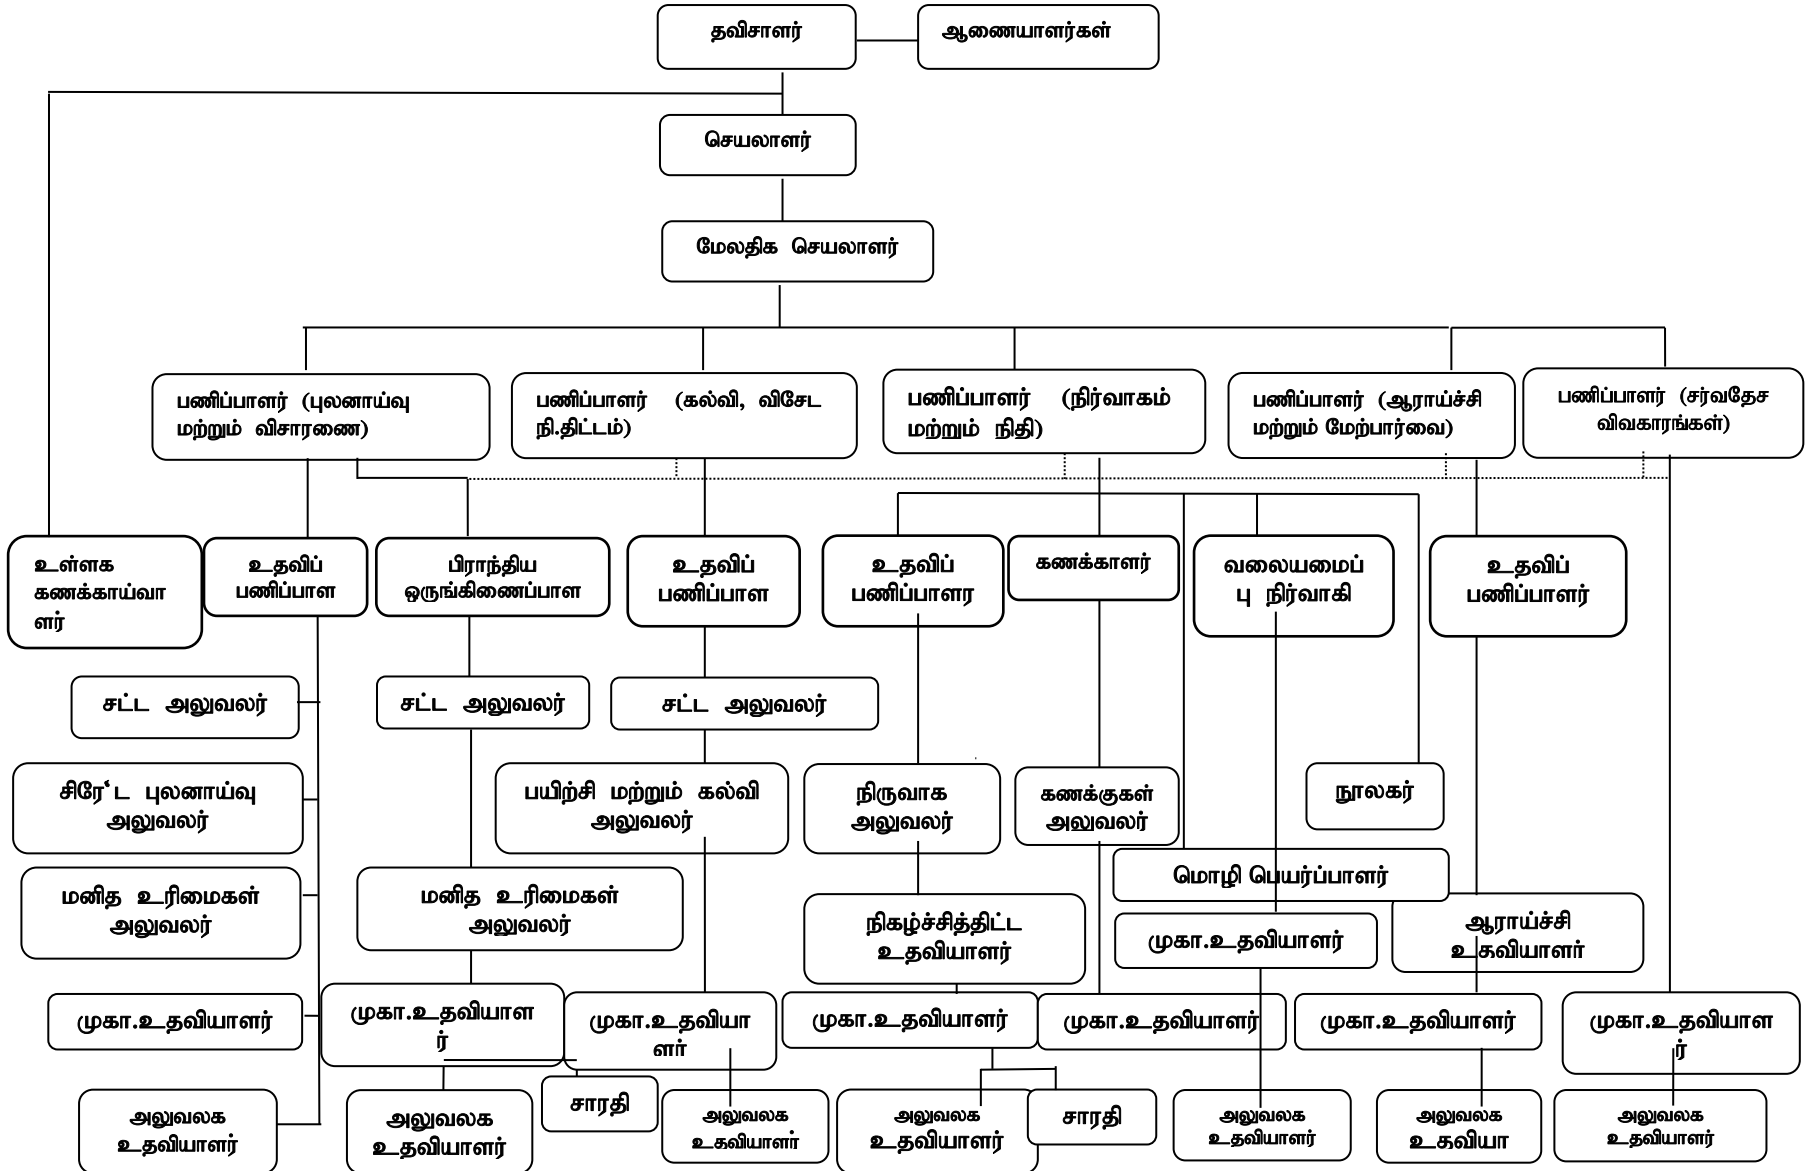 தவிசாளர்
ஆணையாளர்கள்
செயலாளர்
மேலதிக செயலாளர்
பணிப்பாளர் (புலனாய்வு
மற்றும் விசாரணை)
பணிப்பாளர் (கல்வி, விசேட
நி.திட்டம்)
பணிப்பாளர் (நிர்வாகம்
மற்றும் நிதி)
பணிப்பாளர் (ஆராய்ச்சி
மற்றும் மேற்பார்வை)
பணிப்பாளர் (சர்வதேச
விவகாரங்கள்)
உள்ளக
கணக்காய்வா
ளர்
உதவிப்
பணிப்பாள
பிராந்திய
ஒருங்கிணைப்பாள
உதவிப்
பணிப்பாள
உதவிப்
பணிப்பாளர
கணக்காளர்
வலையமைப்
பு நிர்வாகி
உதவிப்
பணிப்பாளர்
சட்ட அலுவலர்
சட்ட அலுவலர்
சட்ட அலுவலர்
சிரே‘ட புலனாய்வு
அலுவலர்
பயிற்சி மற்றும் கல்வி
அலுவலர்
நிருவாக
அலுவலர்
கணக்குகள்
அலுவலர்
நூலகர்
மனித உரிமைகள்
அலுவலர்
மனித உரிமைகள்
அலுவலர்
நிகழ்ச்சித்திட்ட
உதவியாளர்
மொழி பெயர்ப்பாளர்
முகா.உதவியாளர்
ஆராய்ச்சி
உதவியாளர்
முகா.உதவியாளர்
முகா.உதவியாள
ர்
முகா.உதவியா
ளர்
முகா.உதவியாளர்
முகா.உதவியாளர்
முகா.உதவியாளர்
முகா.உதவியாள
ர்
அலுவலக
உதவியாளர்
அலுவலக
உதவியாளர்
சாரதி
அலுவலக
உதவியாளர்
அலுவலக
உதவியாளர்
சாரதி
அலுவலக
உதவியாளர்
அலுவலக
உதவியா
அலுவலக
உதவியாளர்